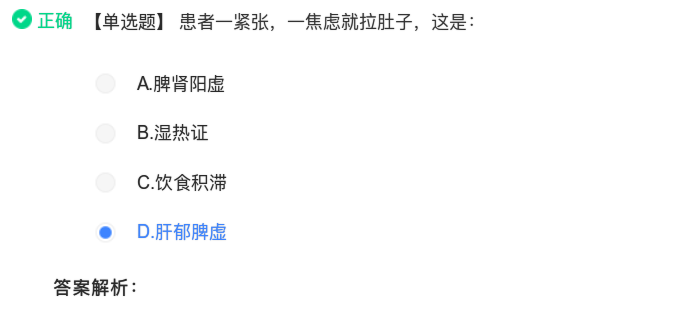 正确 【单选题】 患者一紧张，一焦虑就拉肚子，这是：
A.脾肾阳虚
B.湿热证
C.饮食积滞
D.肝郁脾虚
答案解析：